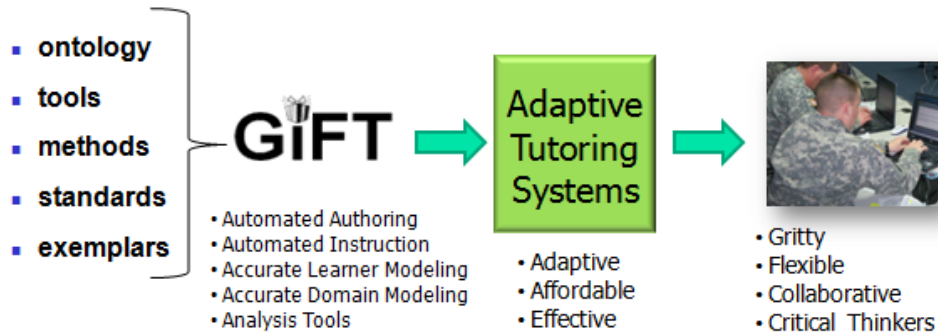 ▪ ontology
▪ tools
▪ methods
▪ standards
▪ exemplars
GiFT
• Automated Authoring
• Automated Instruction
• Accurate Learner Modeling
• Accurate Domain Modeling
• Analysis Tools
Adaptive
Tutoring
Systems
• Adaptive
• Affordable
• Effective
• Gritty
• Flexible
• Collaborative
• Critical Thinkers